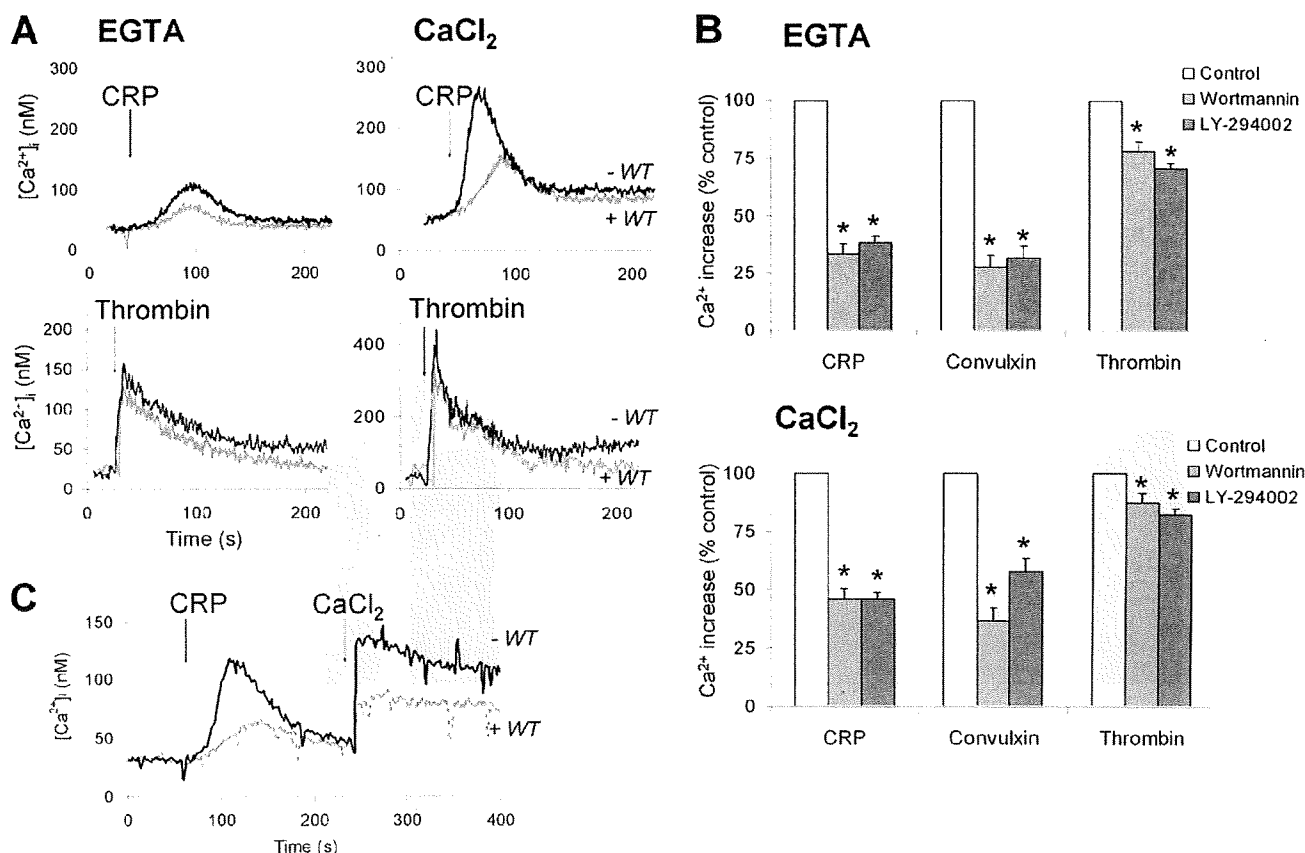 A
EGTA
[Ca²⁺]i (nM)
300
200
100
0
CRP
0
100
200
CaCl₂
300
200
100
0
CRP
- WT
+ WT
0
100
200
Thrombin
[Ca²⁺]i (nM)
200
150
100
50
0
0
100
200
Time (s)
Thrombin
400
200
0
- WT
+ WT
0
100
200
B
EGTA
Control
Wortmannin
LY-294002
Ca²⁺ increase (% control)
100
75
50
25
0
* * * * * *
CRP
Convulxin
Thrombin
CaCl₂
Control
Wortmannin
LY-294002
Ca²⁺ increase (% control)
100
75
50
25
0
* * * * * *
CRP
Convulxin
Thrombin
C
[Ca²⁺]i (nM)
150
100
50
0
CRP
CaCl₂
- WT
+ WT
0
100
200
300
400
Time (s)